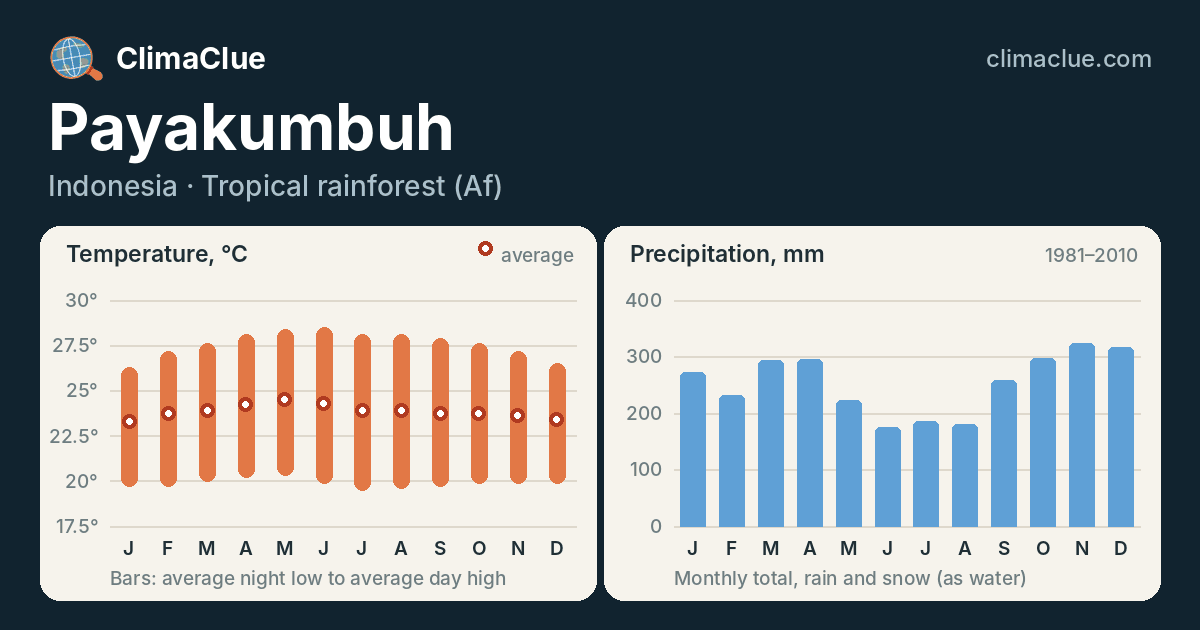 ClimaClue
climaclue.com
Payakumbuh
Indonesia · Tropical rainforest (Af)
Temperature, °C
average
30°
27.5°
25°
22.5°
20°
17.5°
J F M A M J J A S O N D
Bars: average night low to average day high
Precipitation, mm
1981–2010
400
300
200
100
0
J F M A M J J A S O N D
Monthly total, rain and snow (as water)